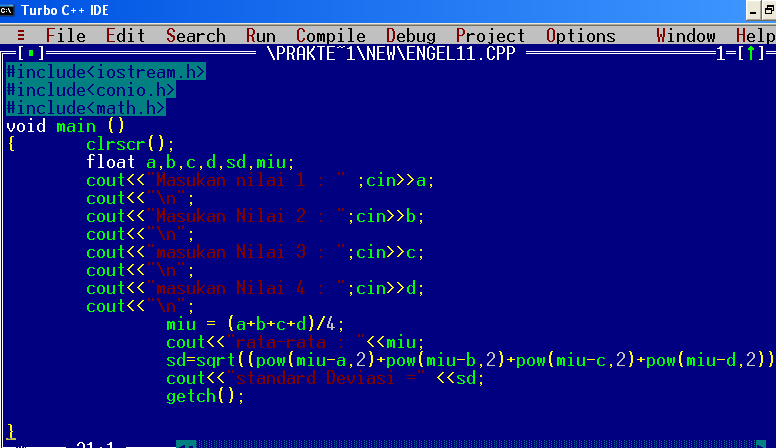 Turbo C++ IDE
≡ File Edit Search Run Compile Debug Project Options Window Help
[▪] \PRAKTE~1\NEW\ENGEL11.CPP 1=[↑]
#include<iostream.h>
#include<conio.h>
#include<math.h>
void main ()
{ clrscr();
float a,b,c,d,sd,miu;
cout<<"Masukan nilai 1 : " ;cin>>a;
cout<<"\n";
cout<<"Masukan Nilai 2 : ";cin>>b;
cout<<"\n";
cout<<"masukan Nilai 3 : ";cin>>c;
cout<<"\n";
cout<<"masukan Nilai 4 : ";cin>>d;
cout<<"\n";
miu = (a+b+c+d)/4;
cout<<"rata-rata : "<<miu;
sd=sqrt((pow(miu-a,2)+pow(miu-b,2)+pow(miu-c,2)+pow(miu-d,2))
cout<<"standard Deviasi =" <<sd;
getch();
}
21:1